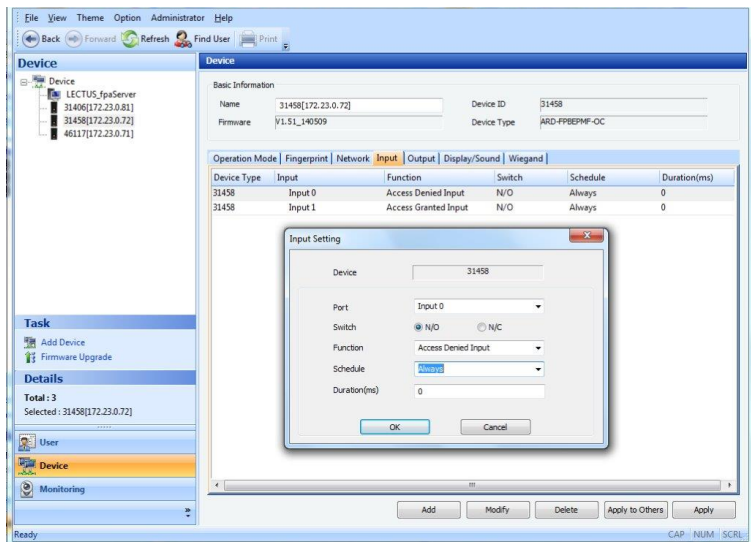 File View Theme Option Administrator Help
Back Forward Refresh Find User Print
Device
Device
LECTUS_fpaServer
31406[172.23.0.81]
31458[172.23.0.72]
46117[172.23.0.71]
Task
Add Device
Firmware Upgrade
Details
Total : 3
Selected : 31458[172.23.0.72]
User
Device
Monitoring
Device
Basic Information
Name 31458[172.23.0.72] Device ID 31458
Firmware V1.51_140509 Device Type ARD-FPBEPMF-OC
Operation Mode Fingerprint Network Input Output Display/Sound Wiegand
Device Type Input Function Switch Schedule Duration(ms)
31458 Input 0 Access Denied Input N/O Always 0
31458 Input 1 Access Granted Input N/O Always 0
Input Setting
Device 31458
Port Input 0
Switch N/O N/C
Function Access Denied Input
Schedule Always
Duration(ms) 0
OK Cancel
Add Modify Delete Apply to Others Apply
Ready CAP NUM SCRL